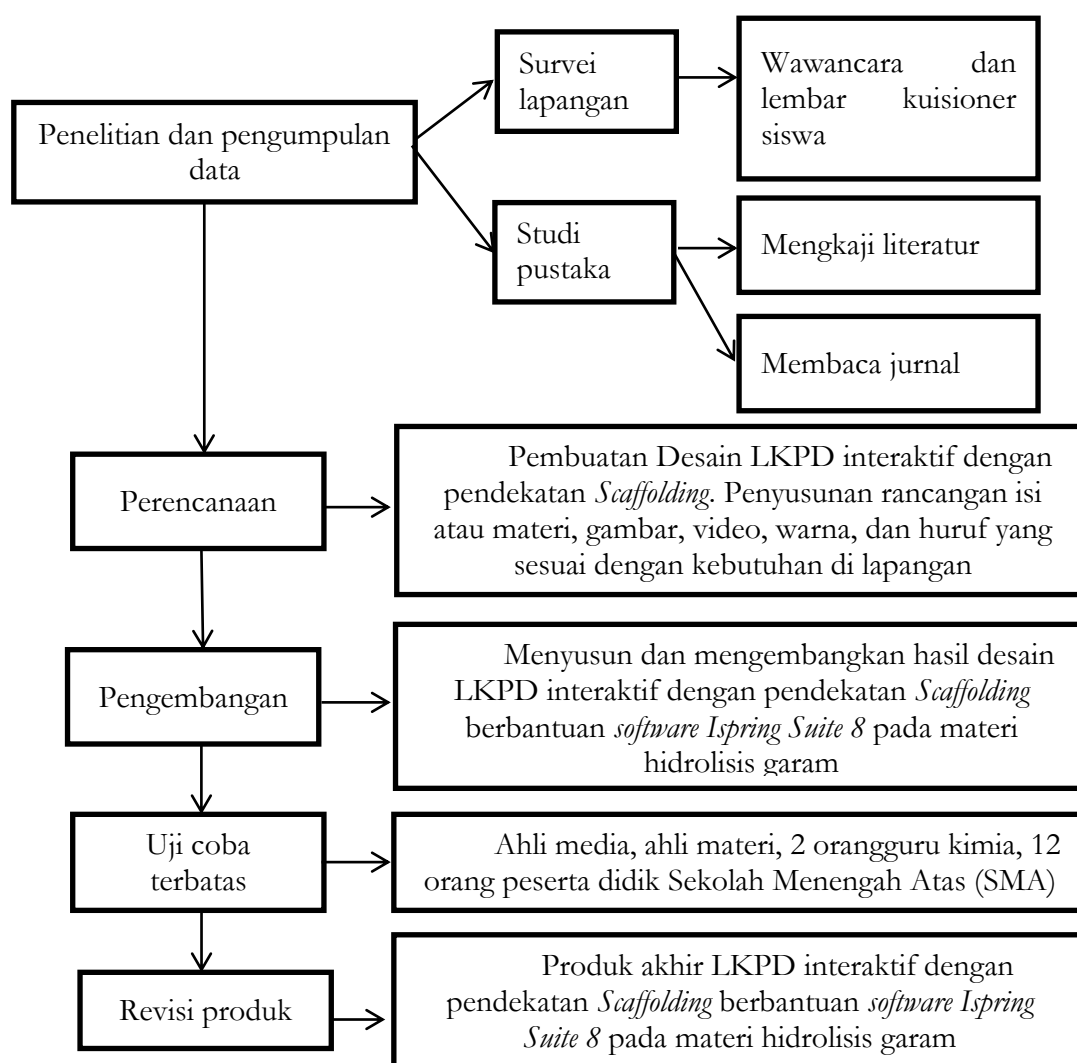 Penelitian dan pengumpulan
data
Survei
lapangan
Wawancara dan
lembar kuisioner
siswa
Studi
pustaka
Mengkaji literatur
Membaca jurnal
Perencanaan
Pembuatan Desain LKPD interaktif dengan
pendekatan Scaffolding. Penyusunan rancangan isi
atau materi, gambar, video, warna, dan huruf yang
sesuai dengan kebutuhan di lapangan
Pengembangan
Menyusun dan mengembangkan hasil desain
LKPD interaktif dengan pendekatan Scaffolding
berbantuan software Ispring Suite 8 pada materi
hidrolisis garam
Uji coba
terbatas
Ahli media, ahli materi, 2 orangguru kimia, 12
orang peserta didik Sekolah Menengah Atas (SMA)
Revisi produk
Produk akhir LKPD interaktif dengan
pendekatan Scaffolding berbantuan software Ispring
Suite 8 pada materi hidrolisis garam